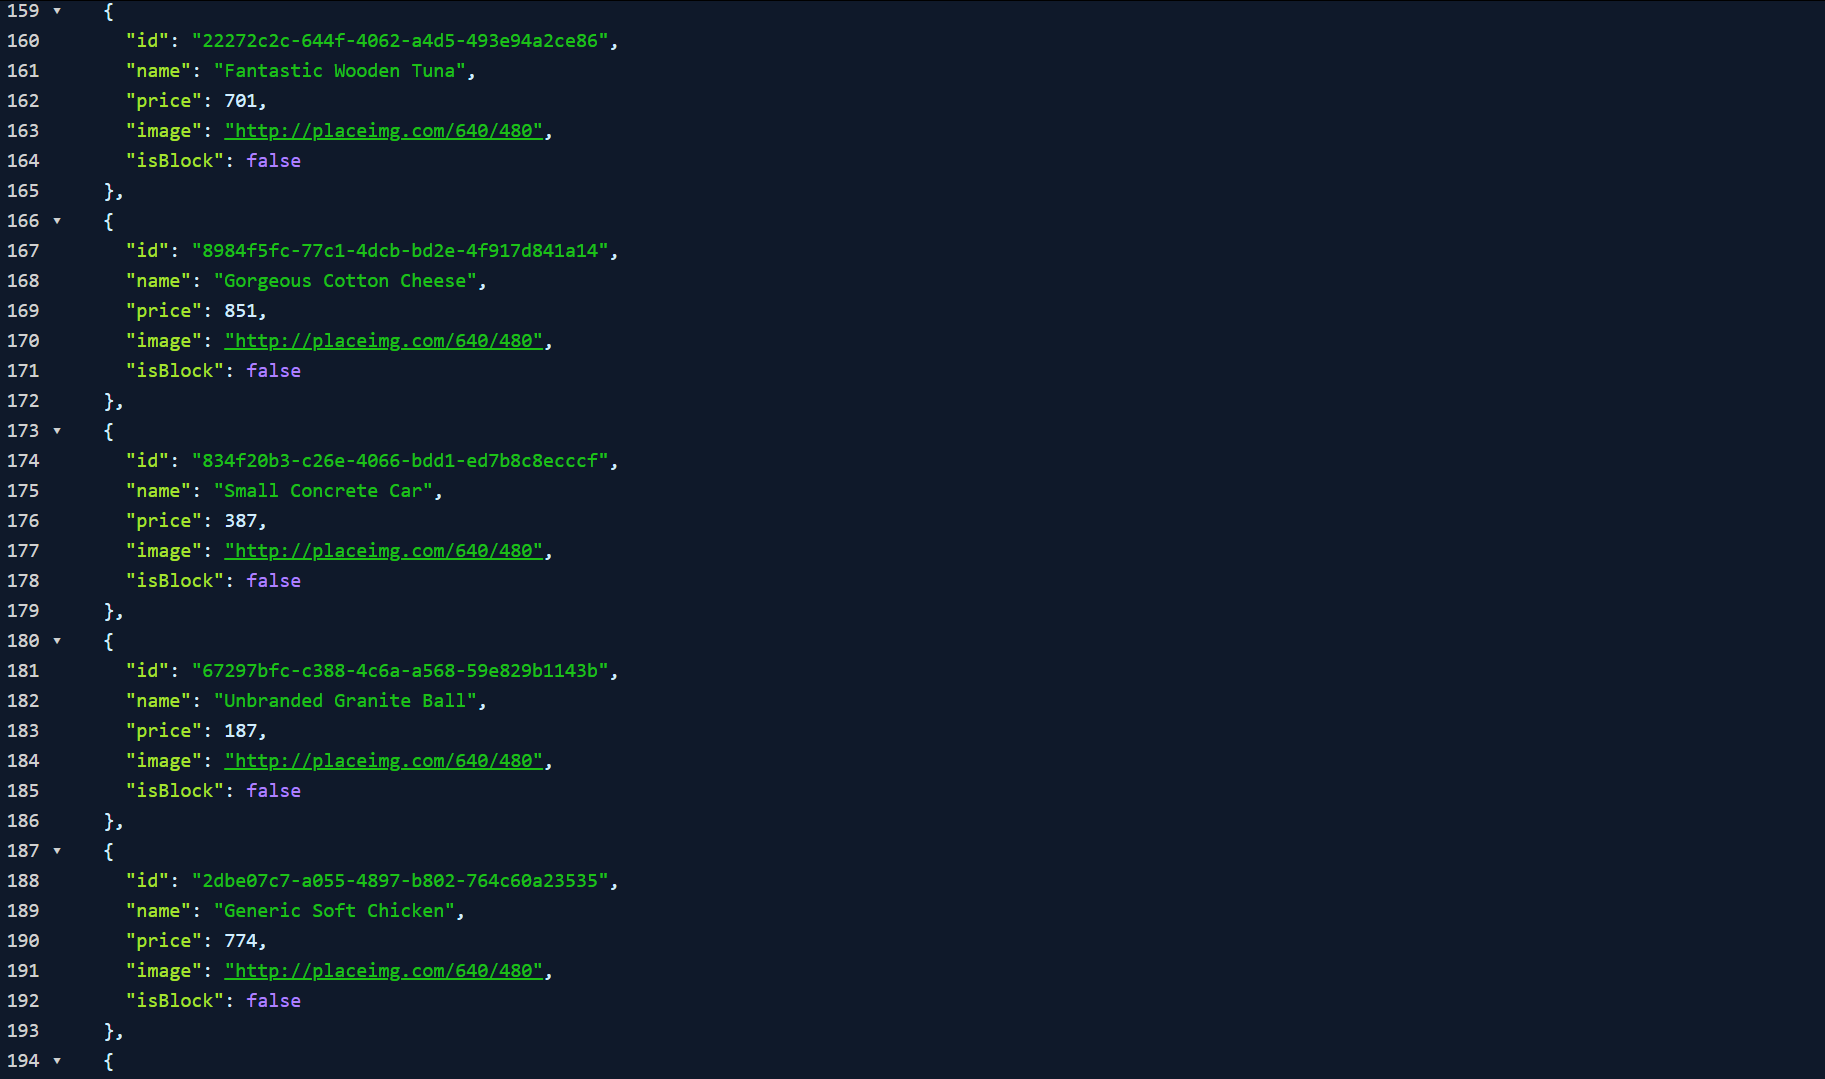 159 {
160 "id": "22272c2c-644f-4062-a4d5-493e94a2ce86",
161 "name": "Fantastic Wooden Tuna",
162 "price": 701,
163 "image": "http://placeimg.com/640/480",
164 "isBlock": false
165 },
166 {
167 "id": "8984f5fc-77c1-4dcb-bd2e-4f917d841a14",
168 "name": "Gorgeous Cotton Cheese",
169 "price": 851,
170 "image": "http://placeimg.com/640/480",
171 "isBlock": false
172 },
173 {
174 "id": "834f20b3-c26e-4066-bdd1-ed7b8c8ecccf",
175 "name": "Small Concrete Car",
176 "price": 387,
177 "image": "http://placeimg.com/640/480",
178 "isBlock": false
179 },
180 {
181 "id": "67297bfc-c388-4c6a-a568-59e829b1143b",
182 "name": "Unbranded Granite Ball",
183 "price": 187,
184 "image": "http://placeimg.com/640/480",
185 "isBlock": false
186 },
187 {
188 "id": "2dbe07c7-a055-4897-b802-764c60a23535",
189 "name": "Generic Soft Chicken",
190 "price": 774,
191 "image": "http://placeimg.com/640/480",
192 "isBlock": false
193 },
194 {